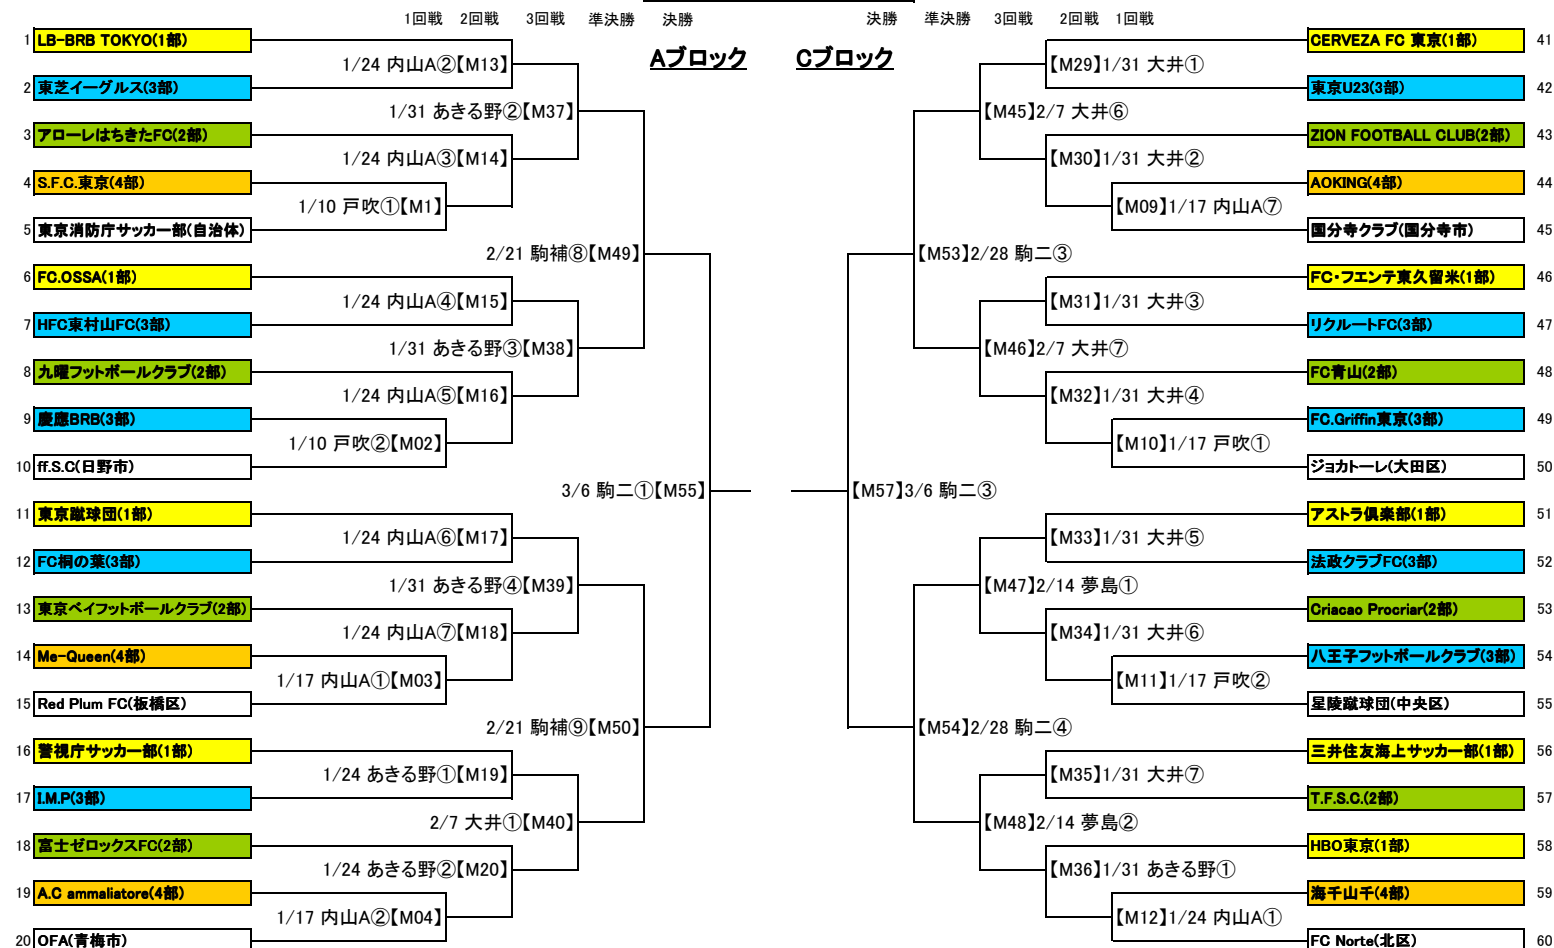 1回戦 2回戦 3回戦 準決勝 決勝
決勝 準決勝 3回戦 2回戦 1回戦
Aブロック
Cブロック
1 LB-BRB TOKYO(1部)
2 東芝イーグルス(3部)
3 アローレはちきたFC(2部)
4 S.F.C.東京(4部)
5 東京消防庁サッカー部(自治体)
6 FC.OSSA(1部)
7 HFC東村山FC(3部)
8 九曜フットボールクラブ(2部)
9 慶應BRB(3部)
10 ff.S.C(日野市)
11 東京蹴球団(1部)
12 FC桐の葉(3部)
13 東京ベイフットボールクラブ(2部)
14 Me-Queen(4部)
15 Red Plum FC(板橋区)
16 警視庁サッカー部(1部)
17 I.M.P(3部)
18 富士ゼロックスFC(2部)
19 A.C ammaliatore(4部)
20 OFA(青梅市)
1/24 内山A②【M13】
1/31 あきる野②【M37】
1/24 内山A③【M14】
1/10 戸吹①【M1】
2/21 駒補⑧【M49】
1/24 内山A④【M15】
1/31 あきる野③【M38】
1/24 内山A⑤【M16】
1/10 戸吹②【M02】
3/6 駒二①【M55】
1/24 内山A⑥【M17】
1/31 あきる野④【M39】
1/24 内山A⑦【M18】
1/17 内山A①【M03】
2/21 駒補⑨【M50】
1/24 あきる野①【M19】
2/7 大井①【M40】
1/24 あきる野②【M20】
1/17 内山A②【M04】
【M29】1/31 大井①
【M45】2/7 大井⑥
【M30】1/31 大井②
【M09】1/17 内山A⑦
【M53】2/28 駒二③
【M31】1/31 大井③
【M46】2/7 大井⑦
【M32】1/31 大井④
【M10】1/17 戸吹①
【M57】3/6 駒二③
【M33】1/31 大井⑤
【M47】2/14 夢島①
【M34】1/31 大井⑥
【M11】1/17 戸吹②
【M54】2/28 駒二④
【M35】1/31 大井⑦
【M48】2/14 夢島②
【M36】1/31 あきる野①
【M12】1/24 内山A①
CERVEZA FC 東京(1部) 41
東京U23(3部) 42
ZION FOOTBALL CLUB(2部) 43
AOKING(4部) 44
国分寺クラブ(国分寺市) 45
FC・フエンテ東久留米(1部) 46
リクルートFC(3部) 47
FC青山(2部) 48
FC.Griffin東京(3部) 49
ジョカトーレ(大田区) 50
アストラ倶楽部(1部) 51
法政クラブFC(3部) 52
Criacao Procriar(2部) 53
八王子フットボールクラブ(3部) 54
星陵蹴球団(中央区) 55
三井住友海上サッカー部(1部) 56
T.F.S.C.(2部) 57
HBO東京(1部) 58
海千山千(4部) 59
FC Norte(北区) 60